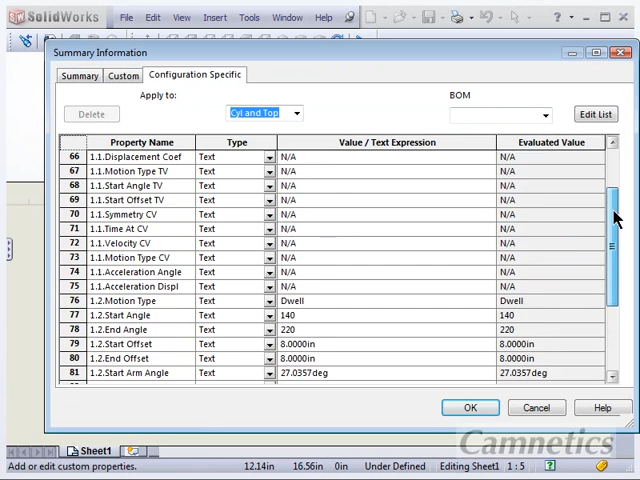 SolidWorks File Edit View Insert Tools Window Help
Summary Information
Summary Custom Configuration Specific
Apply to: BOM
Delete Cyl and Top Edit List
Property Name Type Value / Text Expression Evaluated Value
66 1.1.Displacement Coef Text N/A N/A
67 1.1.Motion Type TV Text N/A N/A
68 1.1.Start Angle TV Text N/A N/A
69 1.1.Start Offset TV Text N/A N/A
70 1.1.Symmetry CV Text N/A N/A
71 1.1.Time At CV Text N/A N/A
72 1.1.Velocity CV Text N/A N/A
73 1.1.Motion Type CV Text N/A N/A
74 1.1.Acceleration Angle Text N/A N/A
75 1.1.Acceleration Displ Text N/A N/A
76 1.2.Motion Type Text Dwell Dwell
77 1.2.Start Angle Text 140 140
78 1.2.End Angle Text 220 220
79 1.2.Start Offset Text 8.0000in 8.0000in
80 1.2.End Offset Text 8.0000in 8.0000in
81 1.2.Start Arm Angle Text 27.0357deg 27.0357deg
OK Cancel Help
Camnetics
Sheet1
Add or edit custom properties. 12.14in 16.56in 0in Under Defined Editing Sheet1 1 : 5